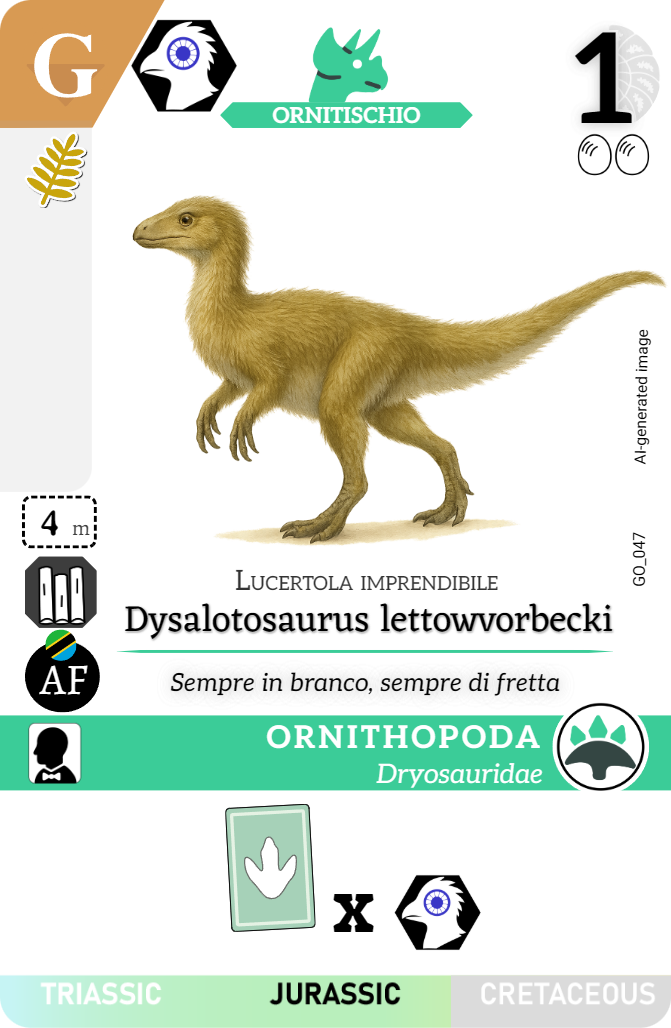 G
ORNITISCHIO
1
AI-generated image
4 m
GO_047
LUCERTOLA IMPRENDIBILE
Dysalotosaurus lettowvorbecki
AF
Sempre in branco, sempre di fretta
ORNITHOPODA
Dryosauridae
x
TRIASSIC JURASSIC CRETACEOUS